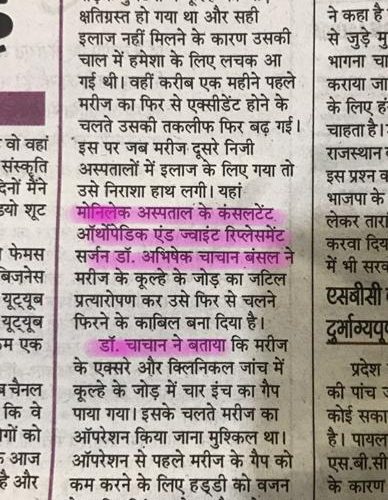 क्षतिग्रस्त हो गया था और सही
इलाज नहीं मिलने के कारण उसकी
चाल में हमेशा के लिए लचक आ
गई थी। वहीं करीब एक महीने पहले
मरीज का फिर से एक्सीडेंट होने के
चलते उसकी तकलीफ फिर बढ़ गई।
इस पर जब मरीज दूसरे निजी
अस्पतालों में इलाज के लिए गया तो
उसे निराशा हाथ लगी। यहां
मोनिलेक अस्पताल के कंसलटेंट
ऑर्थोपेडिक एंड ज्वाइंट रिप्लेसमेंट
सर्जन डॉ. अभिषेक चाचान बंसल ने
मरीज के कूल्हे के जोड़ का जटिल
प्रत्यारोपण कर उसे फिर से चलने
फिरने के काबिल बना दिया है।
डॉ. चाचान ने बताया कि मरीज
के एक्सरे और क्लिनिकल जांच में
कूल्हे के जोड़ में चार इंच का गैप
पाया गया। इसके चलते मरीज का
ऑपरेशन किया जाना मुश्किल था।
ऑपरेशन से पहले मरीज के गैप को
कम करने के लिए हड्डी को वजन
वो वहां
संस्कृति
दिनों मैंने
डियो शूट
फेमस
बिजनेस
यूट्यूब
यूट्यूब
म एक
ब चैनल
कि वे
गों को
आज
है और
ने कहा है
से जुड़े मु
भागना चा
कराया जा
के लिए ह
चाहता है।
राजस्थान
इस प्रश्न व
भाजपा के
लेकर तारा
करवा दिय
में भी सरव
एसबीसी
दुर्भाग्यपू
प्रदेश
की पांच
कोई सका
है। पायल
एस.बी.सी
के कारण